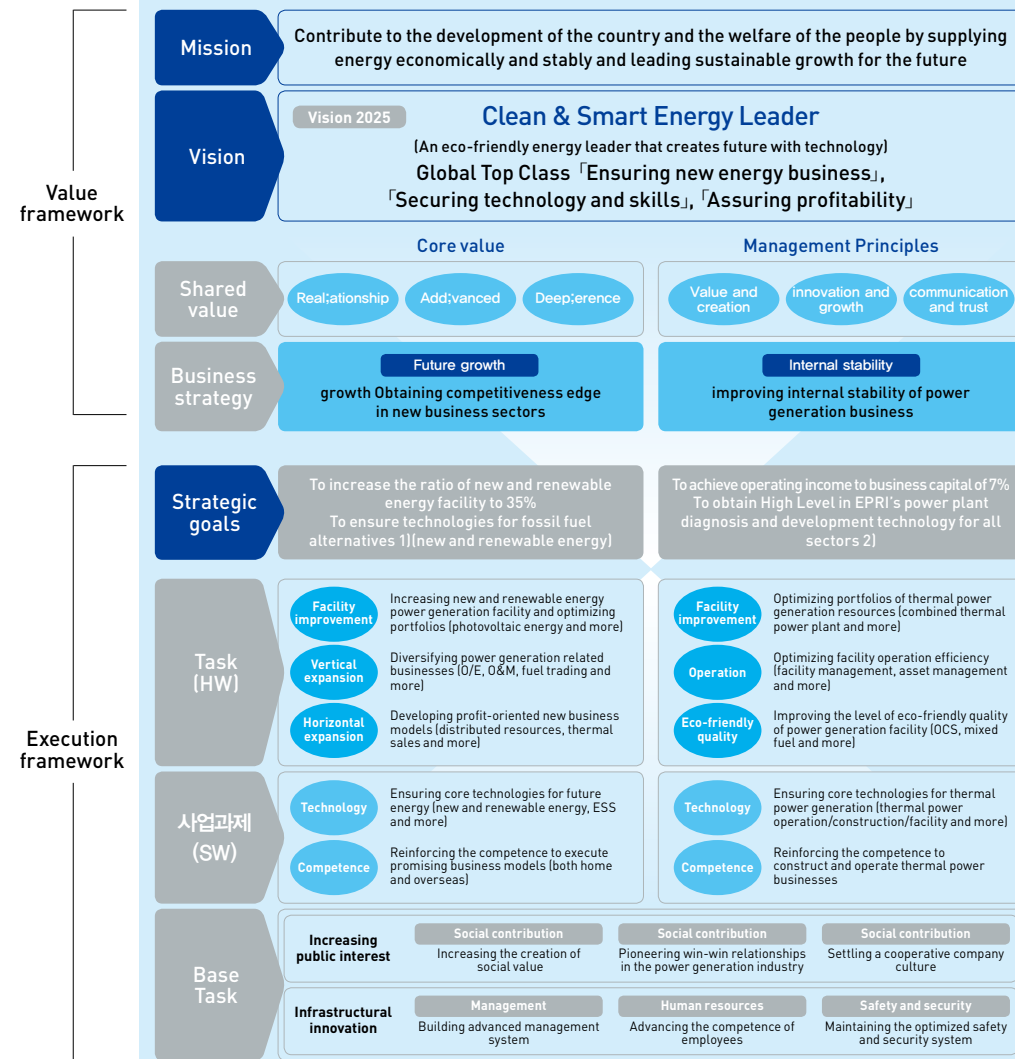 Value
framework
Mission
Contribute to the development of the country and the welfare of the people by supplying
energy economically and stably and leading sustainable growth for the future
Vision
Vision 2025
Clean & Smart Energy Leader
(An eco-friendly energy leader that creates future with technology)
Global Top Class「Ensuring new energy business」,
「Securing technology and skills」,「Assuring profitability」
Core value
Management Principles
Shared
value
Real;ationship
Add;vanced
Deep;erence
Value and
creation
innovation and
growth
communication
and trust
Business
strategy
Future growth
growth Obtaining competitiveness edge
in new business sectors
Internal stability
improving internal stability of power
generation business
Execution
framework
Strategic
goals
To increase the ratio of new and renewable
energy facility to 35%
To ensure technologies for fossil fuel
alternatives 1)(new and renewable energy)
To achieve operating income to business capital of 7%
To obtain High Level in EPRI's power plant
diagnosis and development technology for all
sectors 2)
Task
(HW)
Facility
improvement
Increasing new and renewable energy
power generation facility and optimizing
portfolios (photovoltaic energy and more)
Vertical
expansion
Diversifying power generation related
businesses (O/E, O&M, fuel trading and
more)
Horizontal
expansion
Developing profit-oriented new business
models (distributed resources, thermal
sales and more)
Facility
improvement
Optimizing portfolios of thermal power
generation resources (combined thermal
power plant and more)
Operation
Optimizing facility operation efficiency
(facility management, asset management
and more)
Eco-friendly
quality
Improving the level of eco-friendly quality
of power generation facility (OCS, mixed
fuel and more)
사업과제
(SW)
Technology
Ensuring core technologies for future
energy (new and renewable energy, ESS
and more)
Competence
Reinforcing the competence to execute
promising business models (both home
and overseas)
Technology
Ensuring core technologies for thermal
power generation (thermal power
operation/construction/facility and more)
Competence
Reinforcing the competence to
construct and operate thermal power
businesses
Base
Task
Increasing
public interest
Social contribution
Increasing the creation of
social value
Social contribution
Pioneering win-win relationships
in the power generation industry
Social contribution
Settling a cooperative company
culture
Infrastructural
innovation
Management
Building advanced management
system
Human resources
Advancing the competence of
employees
Safety and security
Maintaining the optimized safety
and security system